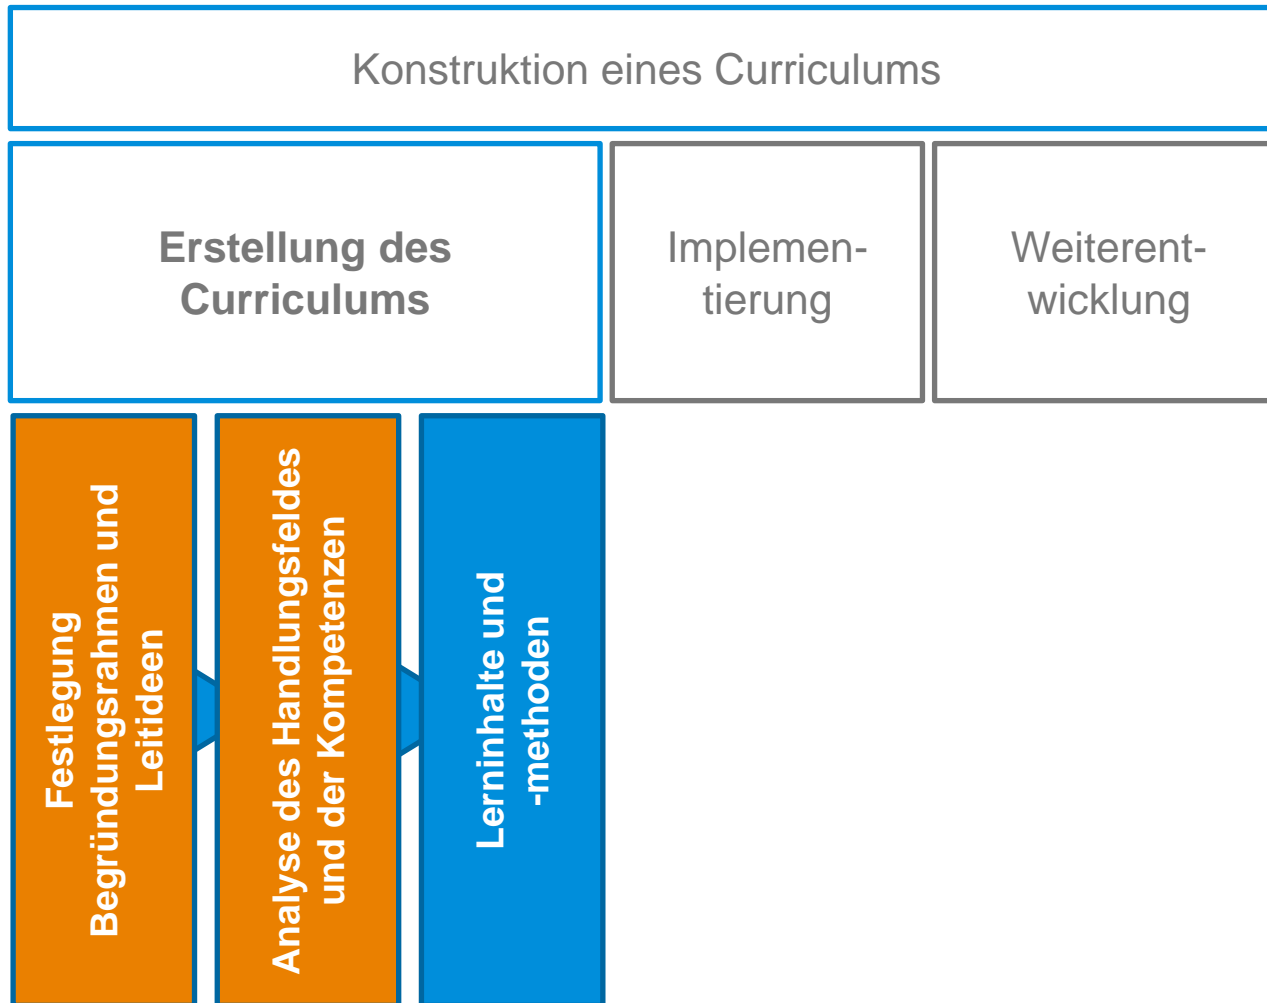 Konstruktion eines Curriculums
Erstellung des
Curriculums
Implemen-
tierung
Weiterent-
wicklung
Festlegung
Begründungsrahmen und
Leitideen
Analyse des Handlungsfeldes
und der Kompetenzen
Lerninhalte und
-methoden